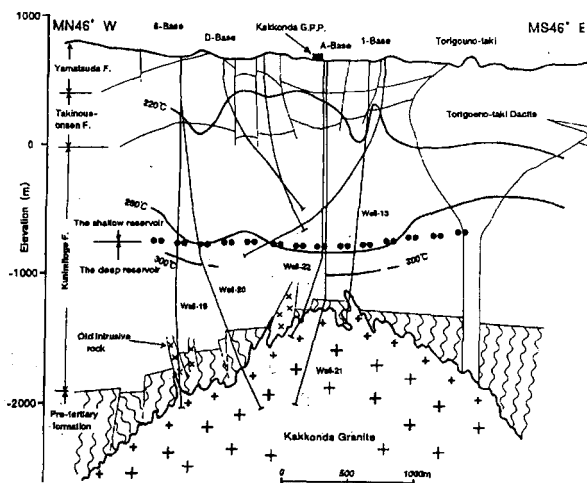 MN46° W
8-Base
D-Base
Kakkonda G.P.P.
A-Base
1-Base
Torigouno-taki
MS46° E
1000
Yamatsuda F.
Takinoue-onsen F.
220°C
Torigoeno-taki Dacite
0
Elevation (m)
260°C
Well-13
The shallow reservoir
The deep reservoir
300°C
Well-22
300°C
-1000
Well-20
Well-19
Old intrusive rock
Well-21
-2000
Pre-tertiary formation
Kakkonda Granite
0
500
1000m